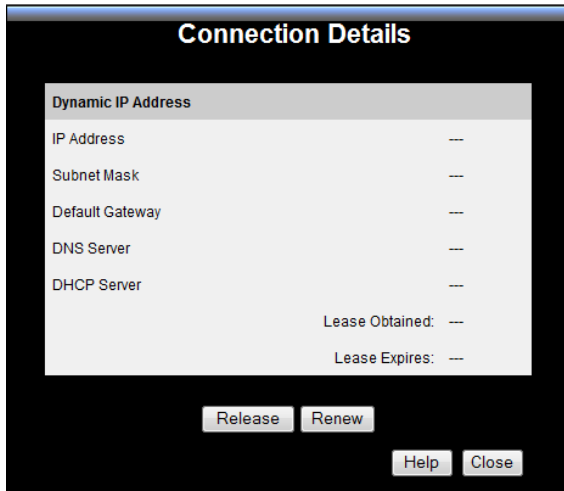 Connection Details
Dynamic IP Address
IP Address ---
Subnet Mask ---
Default Gateway ---
DNS Server ---
DHCP Server ---
Lease Obtained: ---
Lease Expires: ---
Release Renew
Help Close